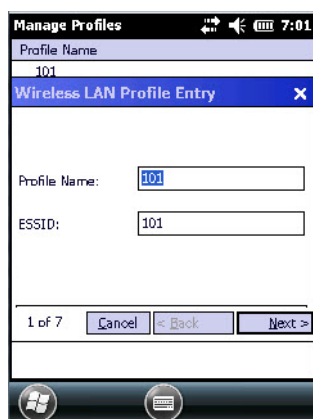 Manage Profiles 7:01
Profile Name
101
Wireless LAN Profile Entry X
Profile Name: 101
ESSID: 101
1 of 7 Cancel < Back Next >